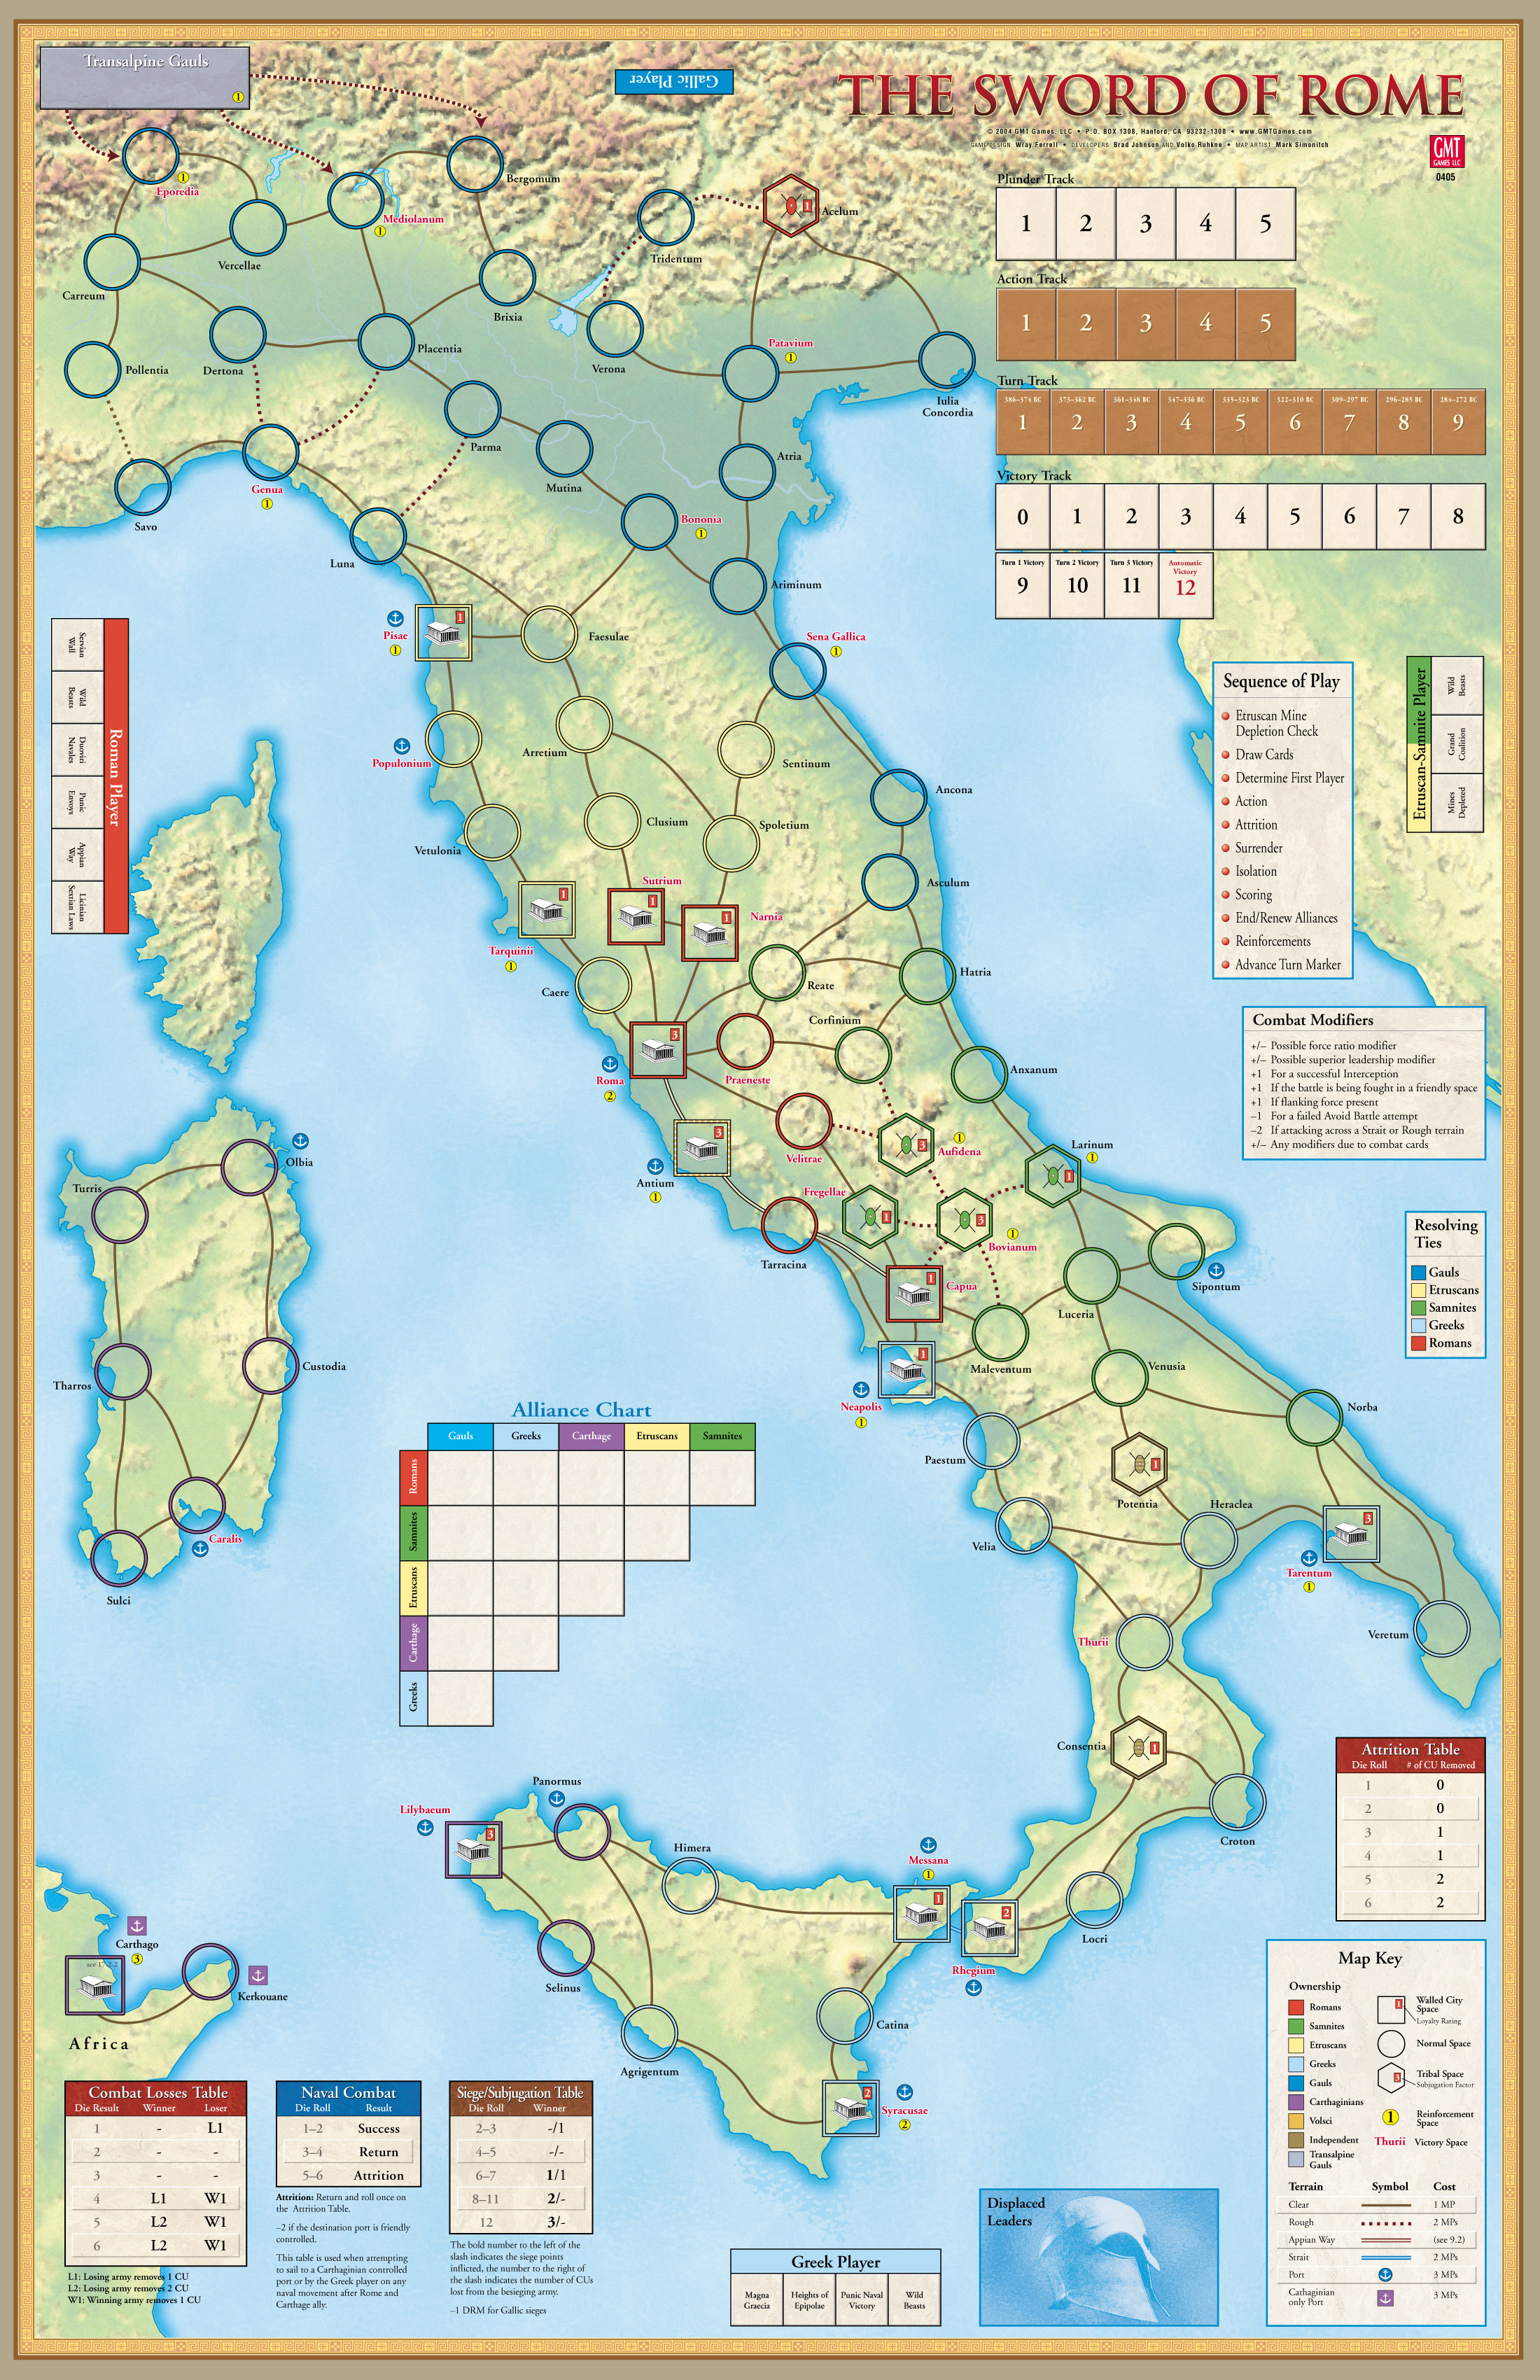 Transalpine Gauls
1
Gallic Player
THE SWORD OF ROME
© 2004 GMT Games, LLC • P.O. BOX 1308, Hanford, CA 93232-1308 • www.GMTGames.com
GAME DESIGN Wray Ferrell • DEVELOPERS Brad Johnson AND Volko Ruhnke • MAP ARTIST Mark Simonitch
GMT
GAMES LLC
0405
Plunder Track
1 2 3 4 5
Action Track
1 2 3 4 5
Turn Track
386–374 BC 373–362 BC 361–348 BC 347–336 BC 335–323 BC 322–310 BC 309–297 BC 296–285 BC 284–272 BC
1 2 3 4 5 6 7 8 9
Victory Track
0 1 2 3 4 5 6 7 8
Turn 1 Victory Turn 2 Victory Turn 3 Victory Automatic Victory
9 10 11 12
Eporedia
1
Bergomum
Mediolanum
1
Vercellae
Carreum
Tridentum
1
Acelum
Brixia
Verona
Patavium
1
Iulia
Concordia
Pollentia
Dertona
Placentia
Parma
Mutina
Atria
Savo
Genua
1
Bononia
1
Luna
Ariminum
Pisae
1
1
Faesulae
Sena Gallica
1
Populonium
Arretium
Sentinum
Ancona
Vetulonia
Clusium
Spoletium
Asculum
Tarquinii
1
1
Sutrium
1
Narnia
1
Caere
Reate
Hatria
Corfinium
Roma
2
3
Praeneste
Anxanum
Velitrae
Aufidena
1
3
Larinum
1
1
Antium
1
3
Fregellae
1
Bovianum
1
3
Tarracina
Capua
1
Sipontum
Luceria
Maleventum
Neapolis
1
1
Venusia
Norba
Paestum
Potentia
1
Velia
Heraclea
Tarentum
1
3
Veretum
Thurii
Consentia
1
Croton
Locri
Rhegium
2
Messana
1
1
Himera
Panormus
Lilybaeum
3
Selinus
Agrigentum
Catina
Syracusae
2
2
Olbia
Turris
Tharros
Custodia
Caralis
Sulci
Carthago
3
see 17.2.2
Kerkouane
Africa
Roman Player
Servian Wall
Wild Beasts
Duoviri Navales
Punic Envoys
Appian Way
Licinian Sextian Laws
Etruscan-Samnite Player
Wild Beasts
Grand Coalition
Mines Depleted
Sequence of Play
Etruscan Mine
Depletion Check
Draw Cards
Determine First Player
Action
Attrition
Surrender
Isolation
Scoring
End/Renew Alliances
Reinforcements
Advance Turn Marker
Combat Modifiers
+/– Possible force ratio modifier
+/– Possible superior leadership modifier
+1 For a successful Interception
+1 If the battle is being fought in a friendly space
+1 If flanking force present
–1 For a failed Avoid Battle attempt
–2 If attacking across a Strait or Rough terrain
+/– Any modifiers due to combat cards
Resolving
Ties
Gauls
Etruscans
Samnites
Greeks
Romans
Alliance Chart
Gauls Greeks Carthage Etruscans Samnites
Romans
Samnites
Etruscans
Carthage
Greeks
Attrition Table
Die Roll # of CU Removed
1 0
2 0
3 1
4 1
5 2
6 2
Combat Losses Table
Die Result Winner Loser
1 - L1
2 - -
3 - -
4 L1 W1
5 L2 W1
6 L2 W1
L1: Losing army removes 1 CU
L2: Losing army removes 2 CU
W1: Winning army removes 1 CU
Naval Combat
Die Roll Result
1–2 Success
3–4 Return
5–6 Attrition
Attrition: Return and roll once on
the Attrition Table.
–2 if the destination port is friendly
controlled.
This table is used when attempting
to sail to a Carthaginian controlled
port or by the Greek player on any
naval movement after Rome and
Carthage ally.
Siege/Subjugation Table
Die Roll Winner
2–3 -/1
4–5 -/-
6–7 1/1
8–11 2/-
12 3/-
The bold number to the left of the
slash indicates the siege points
inflicted, the number to the right of
the slash indicates the number of CUs
lost from the besieging army.
–1 DRM for Gallic sieges
Greek Player
Magna Graecia
Heights of Epipolae
Punic Naval Victory
Wild Beasts
Displaced
Leaders
Map Key
Ownership
Romans
Samnites
Etruscans
Greeks
Gauls
Carthaginians
Volsci
Independent
Transalpine
Gauls
1
Walled City
Space
Loyalty Rating
Normal Space
3
Tribal Space
Subjugation Factor
1
Reinforcement
Space
Thurii Victory Space
Terrain Symbol Cost
Clear 1 MP
Rough 2 MPs
Appian Way (see 9.2)
Strait 2 MPs
Port 3 MPs
Cathaginian
only Port 3 MPs